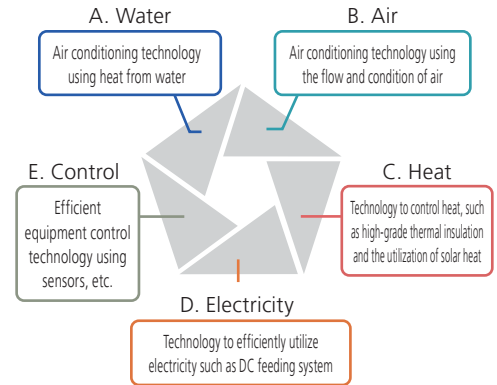 A. Water
Air conditioning technology
using heat from water
B. Air
Air conditioning technology using
the flow and condition of air
C. Heat
Technology to control heat, such
as high-grade thermal insulation
and the utilization of solar heat
D. Electricity
Technology to efficiently utilize
electricity such as DC feeding system
E. Control
Efficient
equipment control
technology using
sensors, etc.